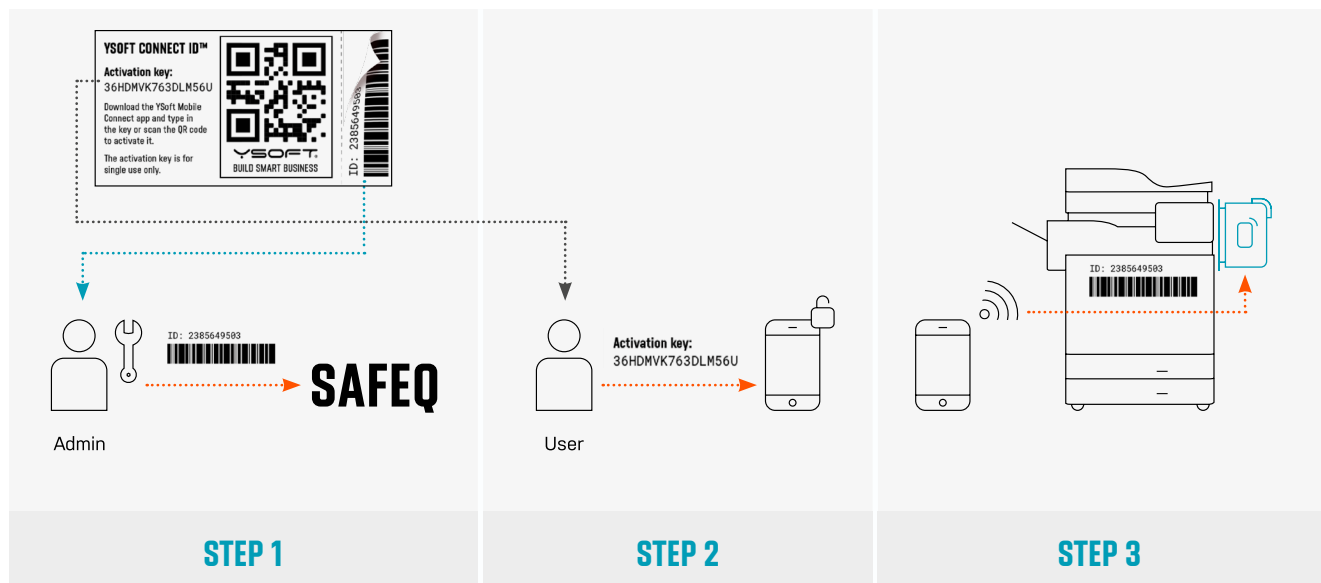 YSOFT CONNECT ID™
Activation key:
36HDMVK763DLM56U
Download the YSoft Mobile
Connect app and type in
the key or scan the QR code
to activate it.
The activation key is for
single use only.
YSOFT.
BUILD SMART BUSINESS
ID: 2385649503
Admin
ID: 2385649503
SAFEQ
STEP 1
User
Activation key:
36HDMVK763DLM56U
STEP 2
ID: 2385649503
STEP 3